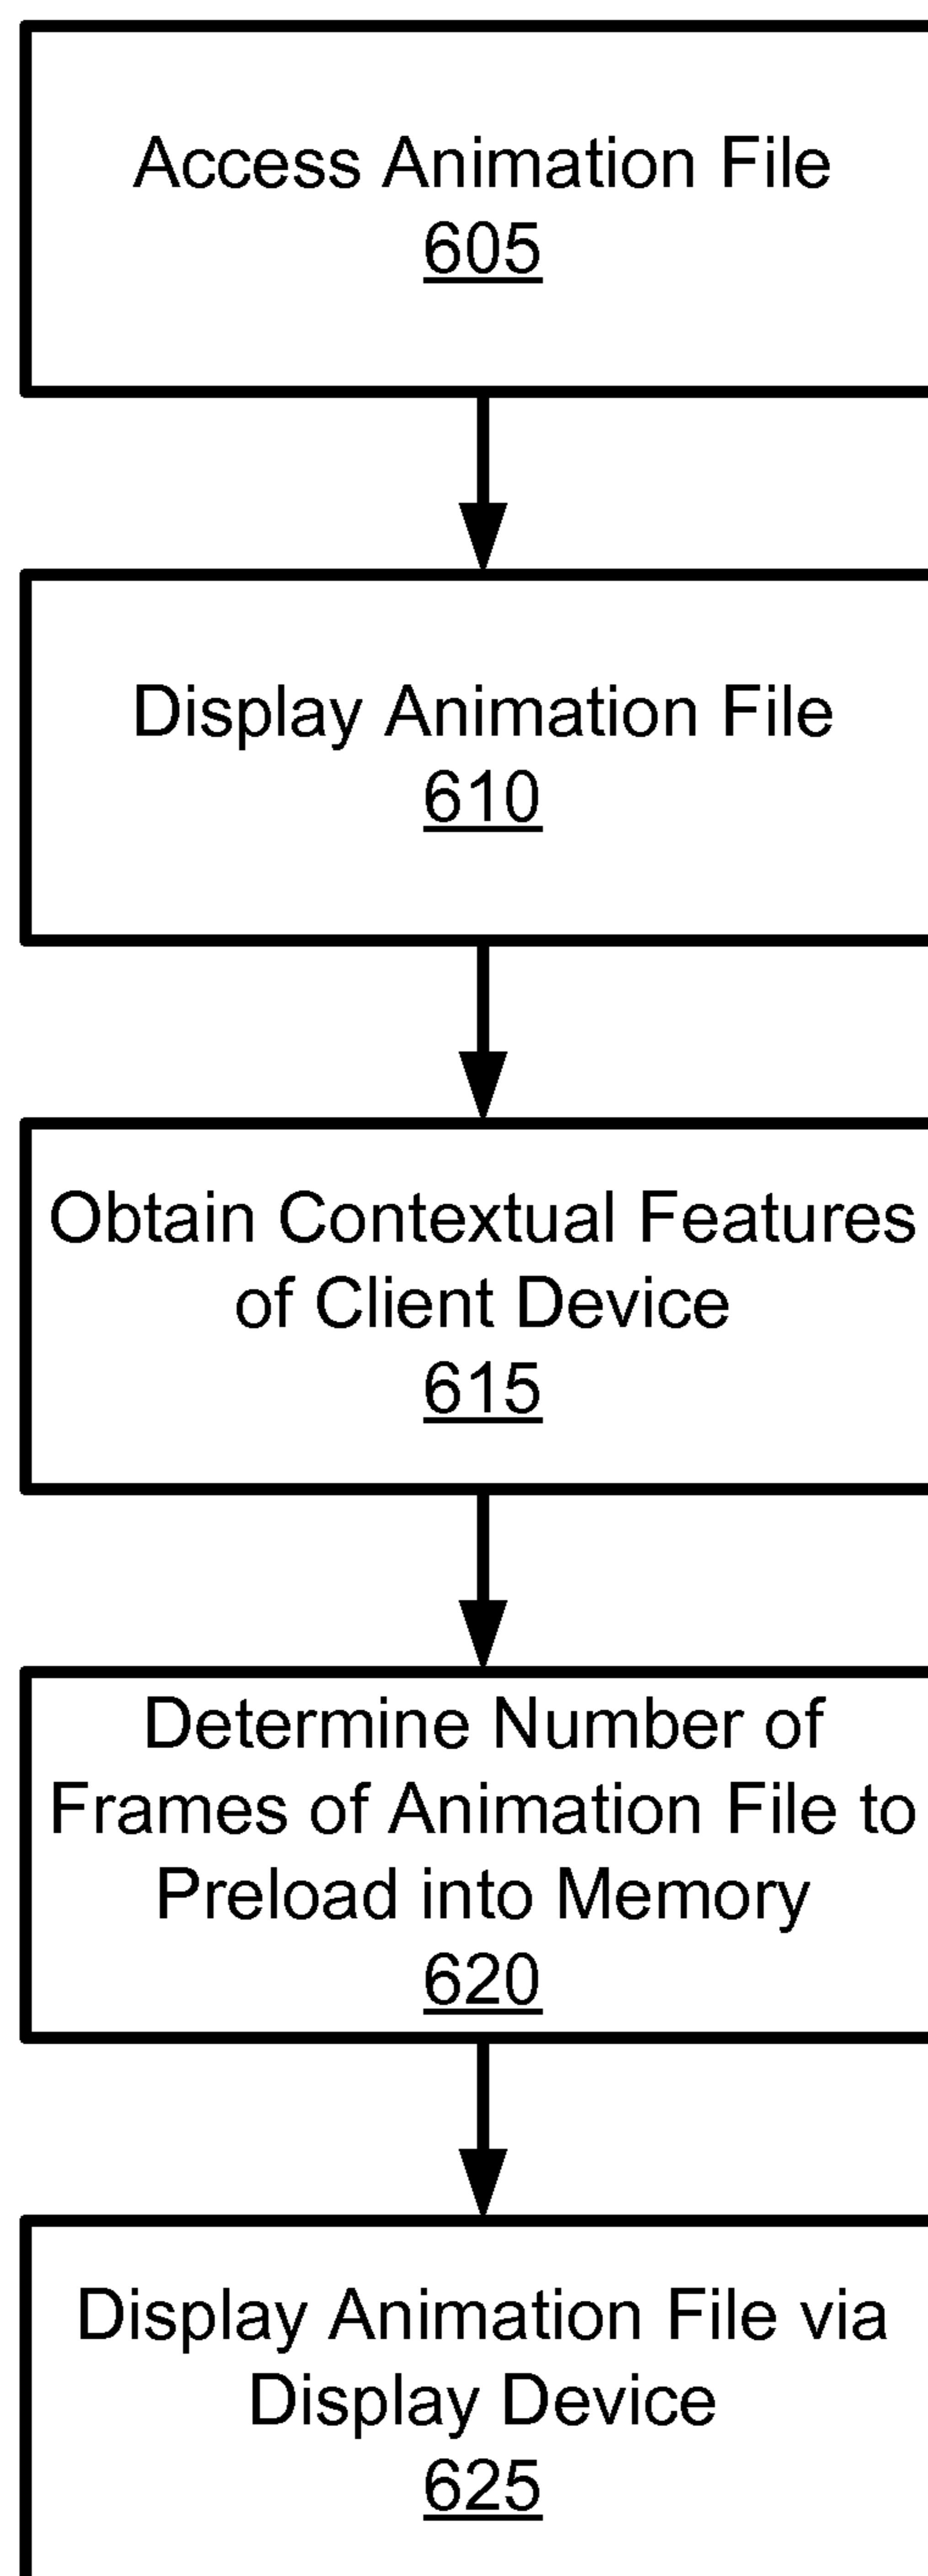 Access Animation File
605
Display Animation File
610
Obtain Contextual Features
of Client Device
615
Determine Number of
Frames of Animation File to
Preload into Memory
620
Display Animation File via
Display Device
625